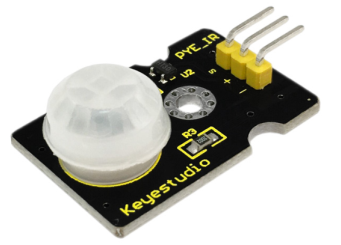 PYE_IR
U2
S
+
-
R3
Keyestudio